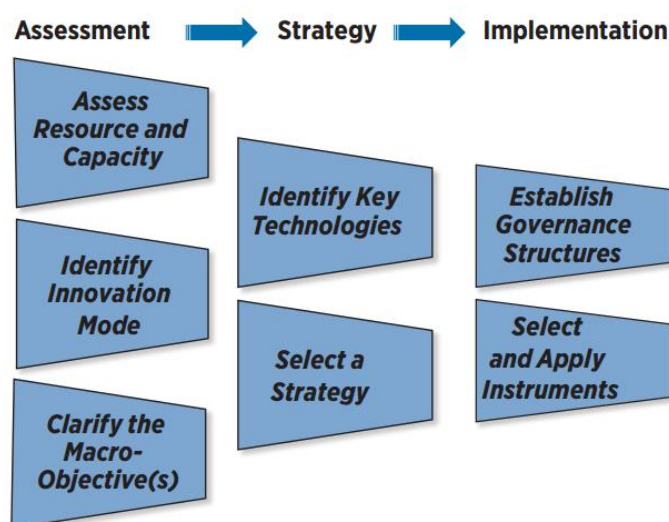 Assessment
Strategy
Implementation
Assess
Resource and
Capacity
Identify
Innovation
Mode
Clarify the
Macro-
Objective(s)
Identify Key
Technologies
Select a
Strategy
Establish
Governance
Structures
Select
and Apply
Instruments